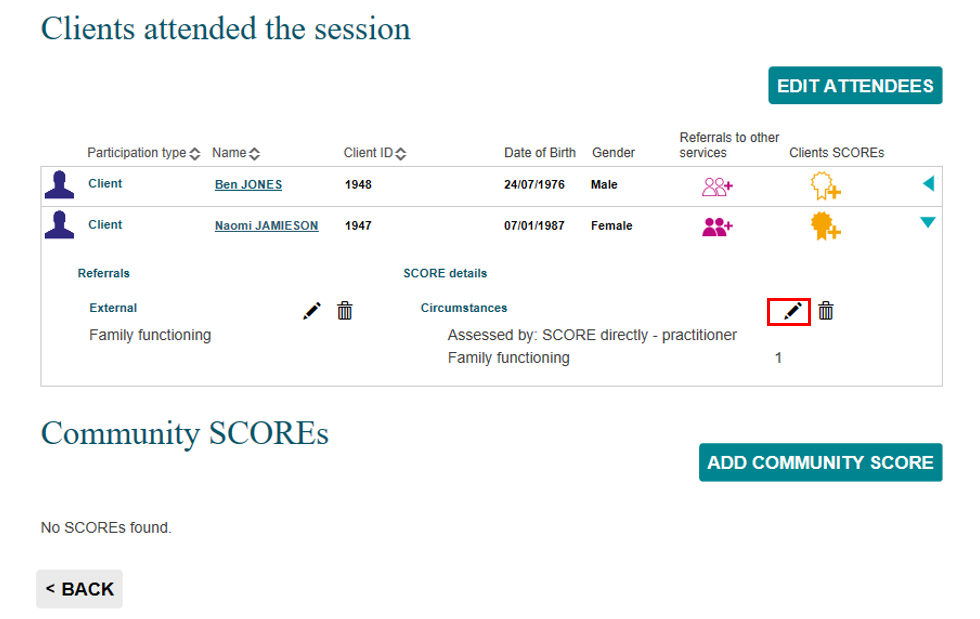 Clients attended the session
EDIT ATTENDEES
Participation type Name Client ID Date of Birth Gender Referrals to other services Clients SCOREs
Client Ben JONES 1948 24/07/1976 Male
Client Naomi JAMIESON 1947 07/01/1987 Female
Referrals SCORE details
External Circumstances
Family functioning Assessed by: SCORE directly - practitioner
Family functioning 1
Community SCOREs
ADD COMMUNITY SCORE
No SCOREs found.
< BACK